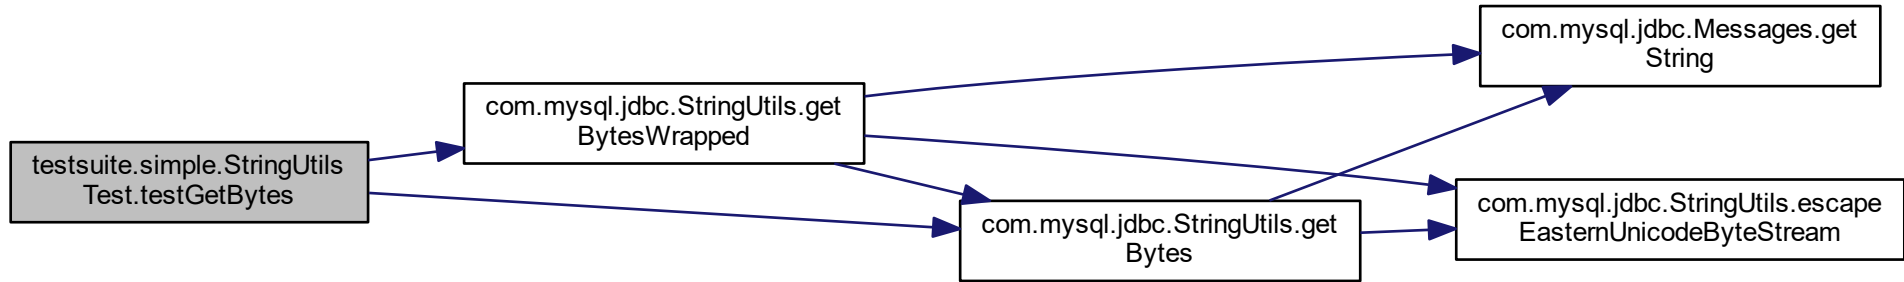 testsuite.simple.StringUtils
Test.testGetBytes
com.mysql.jdbc.StringUtils.get
BytesWrapped
com.mysql.jdbc.StringUtils.get
Bytes
com.mysql.jdbc.Messages.get
String
com.mysql.jdbc.StringUtils.escape
EasternUnicodeByteStream